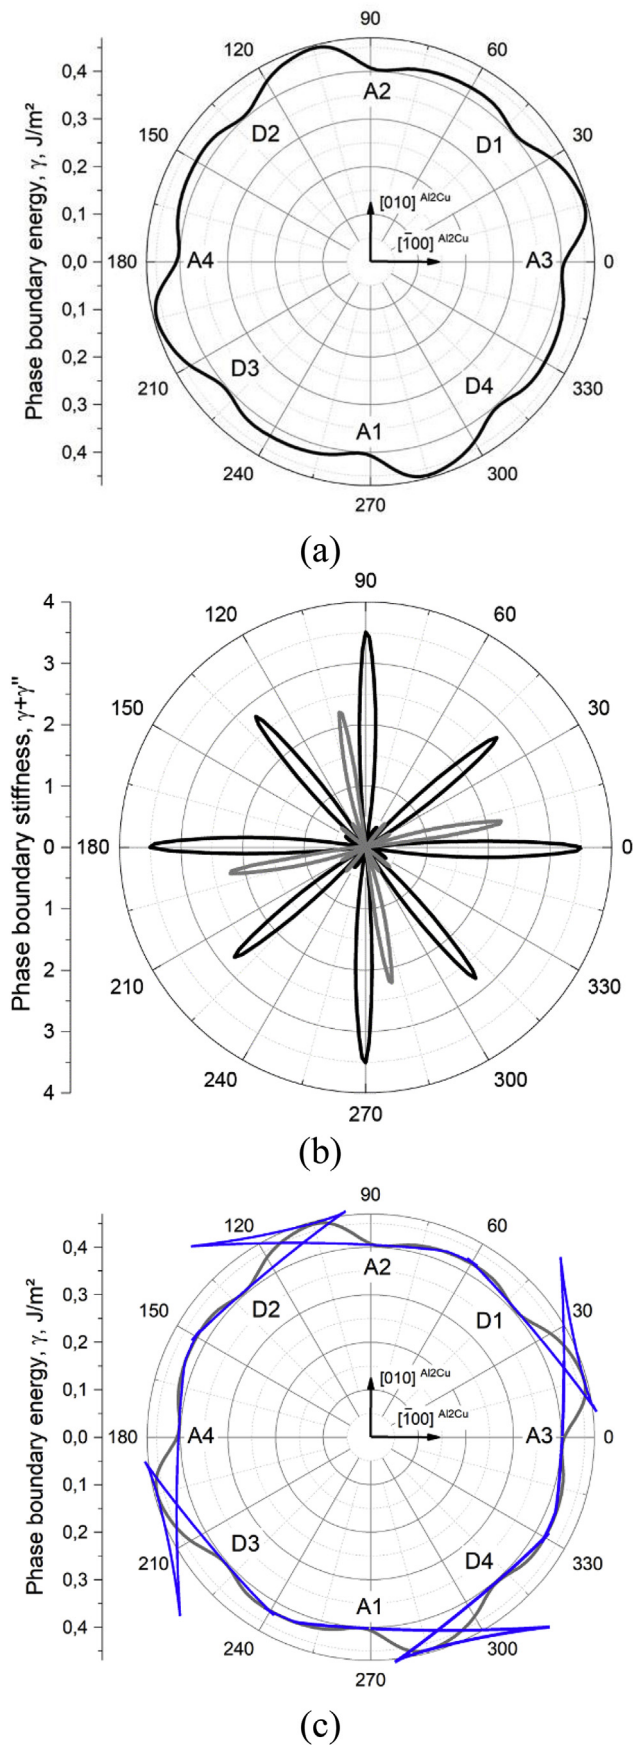 90
120
60
0,4
A2
0,3
D2
D1
150
30
0,2
[010] Al2Cu
0,1
[1̅00] Al2Cu
0,0
180
A4
A3
0
0,1
0,2
D3
D4
210
330
0,3
A1
0,4
240
300
270
Phase boundary energy, γ, J/m²
(a)
90
4
120
60
3
150
30
2
1
0
180
0
1
2
210
330
3
240
300
4
270
Phase boundary stiffness, γ+γ"
(b)
90
120
60
0,4
A2
0,3
D2
D1
150
30
0,2
[010] Al2Cu
0,1
[1̅00] Al2Cu
0,0
180
A4
A3
0
0,1
0,2
D3
D4
210
330
0,3
A1
0,4
240
300
270
Phase boundary energy, γ, J/m²
(c)